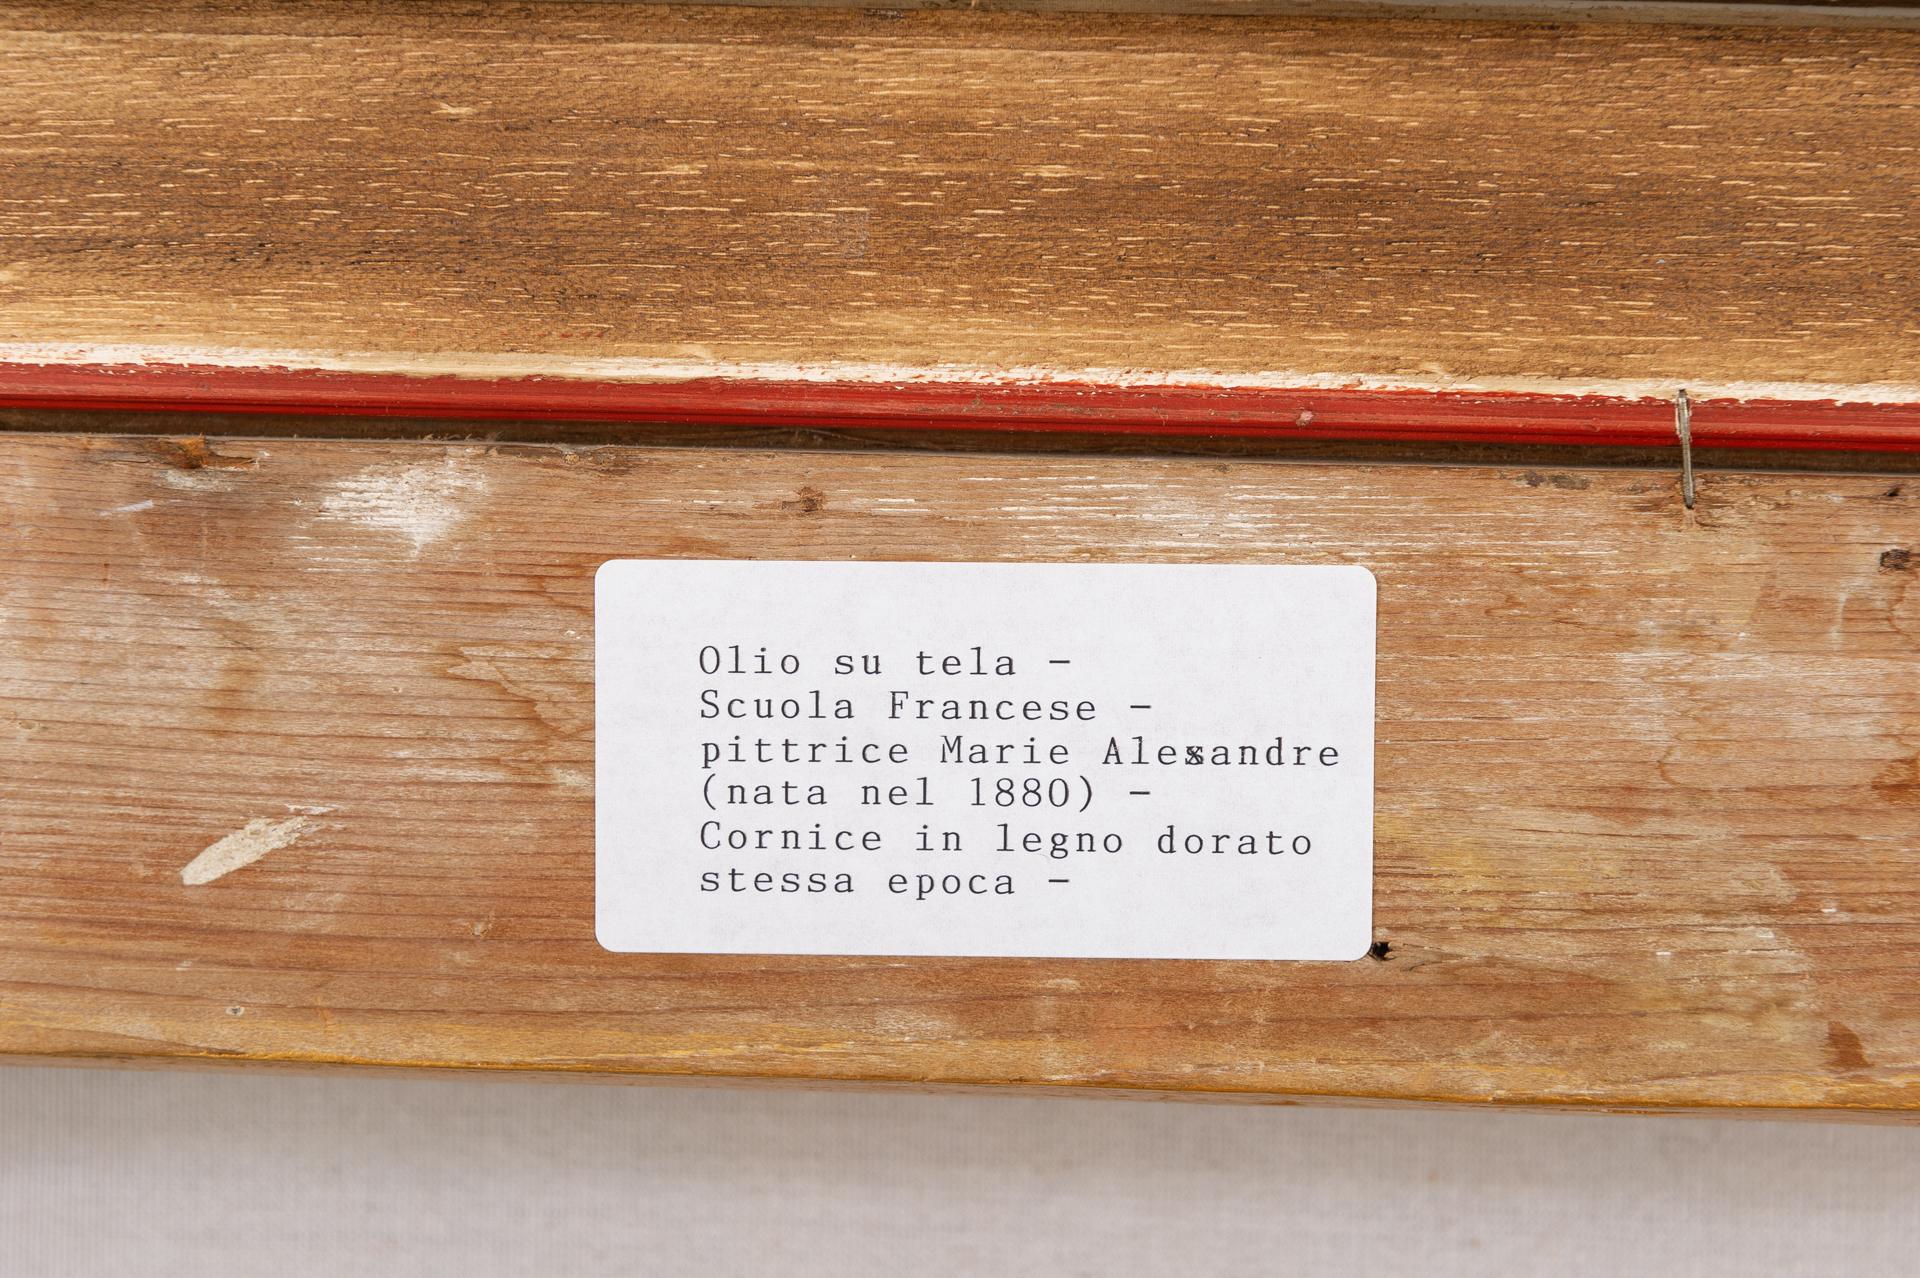 Olio su tela -
Scuola Francese -
pittrice Marie Alexandre
(nata nel 1880) -
Cornice in legno dorato
stessa epoca -